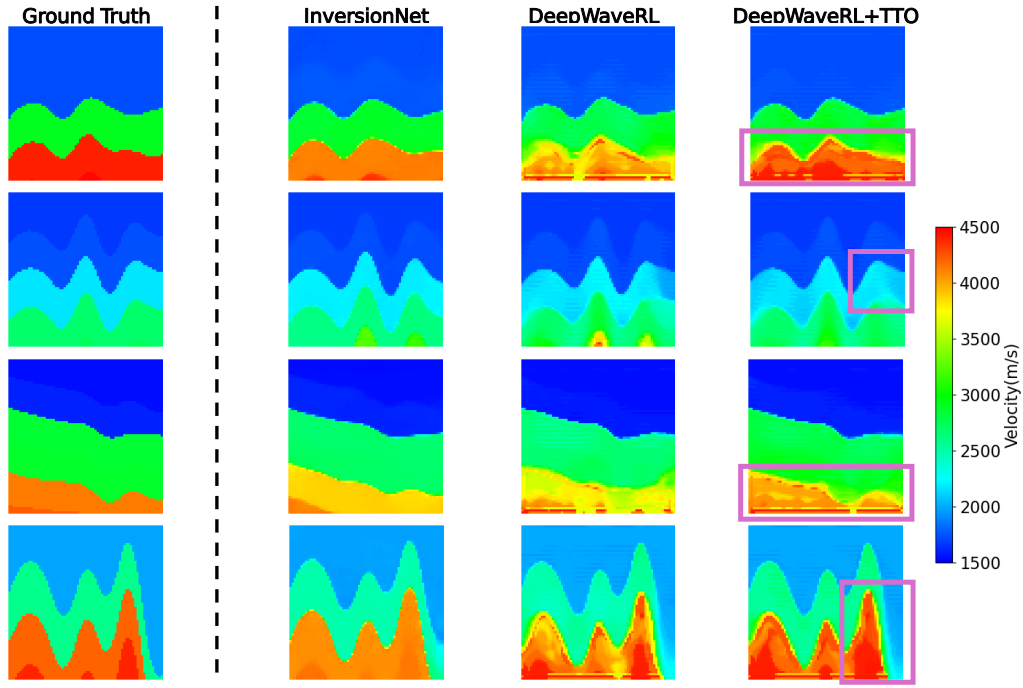 Ground Truth
InversionNet
DeepWaveRL
DeepWaveRL+TTO
4500
4000
3500
3000
2500
2000
1500
Velocity(m/s)